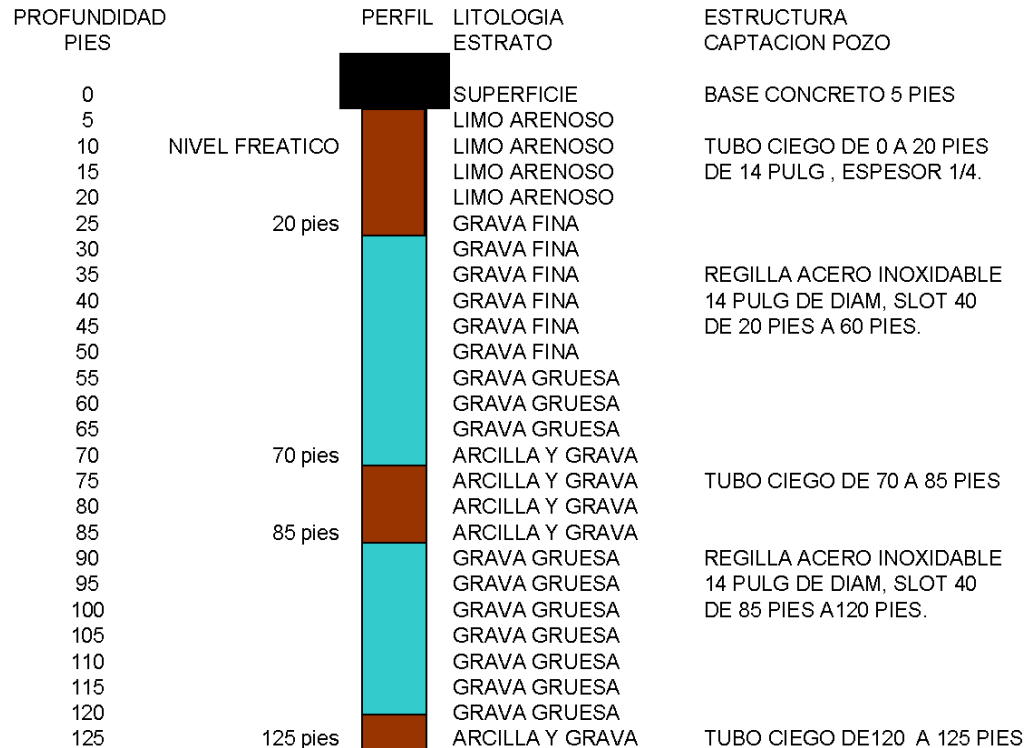 PROFUNDIDAD PERFIL LITOLOGIA ESTRUCTURA
PIES ESTRATO CAPTACION POZO
0 SUPERFICIE BASE CONCRETO 5 PIES
5 LIMO ARENOSO
10 NIVEL FREATICO LIMO ARENOSO TUBO CIEGO DE 0 A 20 PIES
15 LIMO ARENOSO DE 14 PULG , ESPESOR 1/4.
20 LIMO ARENOSO
25 20 pies GRAVA FINA
30 GRAVA FINA
35 GRAVA FINA REGILLA ACERO INOXIDABLE
40 GRAVA FINA 14 PULG DE DIAM, SLOT 40
45 GRAVA FINA DE 20 PIES A 60 PIES.
50 GRAVA FINA
55 GRAVA GRUESA
60 GRAVA GRUESA
65 GRAVA GRUESA
70 70 pies ARCILLA Y GRAVA
75 ARCILLA Y GRAVA TUBO CIEGO DE 70 A 85 PIES
80 ARCILLA Y GRAVA
85 85 pies ARCILLA Y GRAVA
90 GRAVA GRUESA REGILLA ACERO INOXIDABLE
95 GRAVA GRUESA 14 PULG DE DIAM, SLOT 40
100 GRAVA GRUESA DE 85 PIES A120 PIES.
105 GRAVA GRUESA
110 GRAVA GRUESA
115 GRAVA GRUESA
120 GRAVA GRUESA
125 125 pies ARCILLA Y GRAVA TUBO CIEGO DE120 A 125 PIES